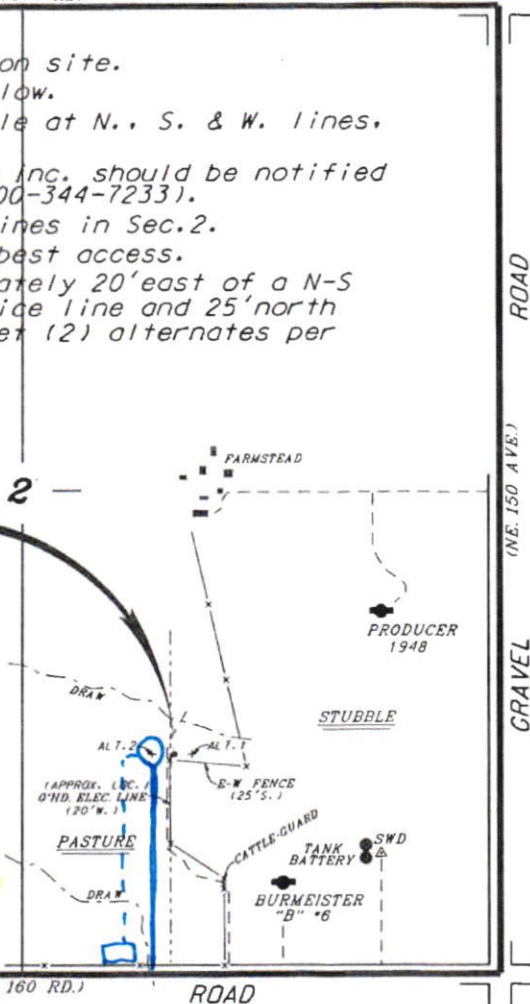 on site.
low.
le at N., S. & W. lines.
Inc. should be notified
00-344-7233).
ines in Sec.2.
best access.
ately 20'east of a N-S
ice line and 25'north
et (2) alternates per
ROAD
(NE. 150 AVE.)
GRAVEL
FARMSTEAD
2
PRODUCER
1948
DRAW
STUBBLE
ALT.2
ALT.1
(APPROX. LOC.)
O'HD. ELEC. LINE
(20'W.)
E-W FENCE
(25'S.)
PASTURE
CATTLE-GUARD
TANK
BATTERY
SWD
DRAW
BURMEISTER
"B" #6
160 RD.)
ROAD